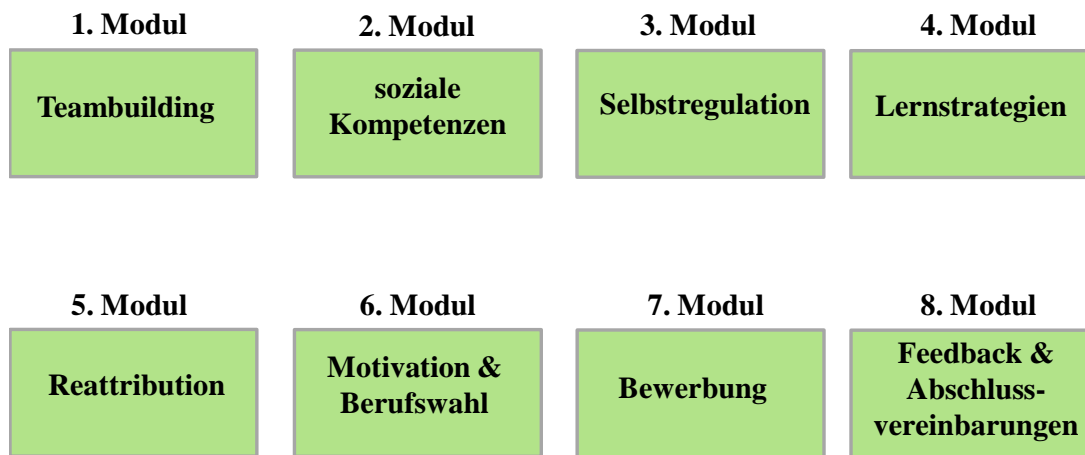 1. Modul
2. Modul
3. Modul
4. Modul
Teambuilding
soziale
Kompetenzen
Selbstregulation
Lernstrategien
5. Modul
6. Modul
7. Modul
8. Modul
Reattribution
Motivation &
Berufswahl
Bewerbung
Feedback &
Abschluss-
vereinbarungen